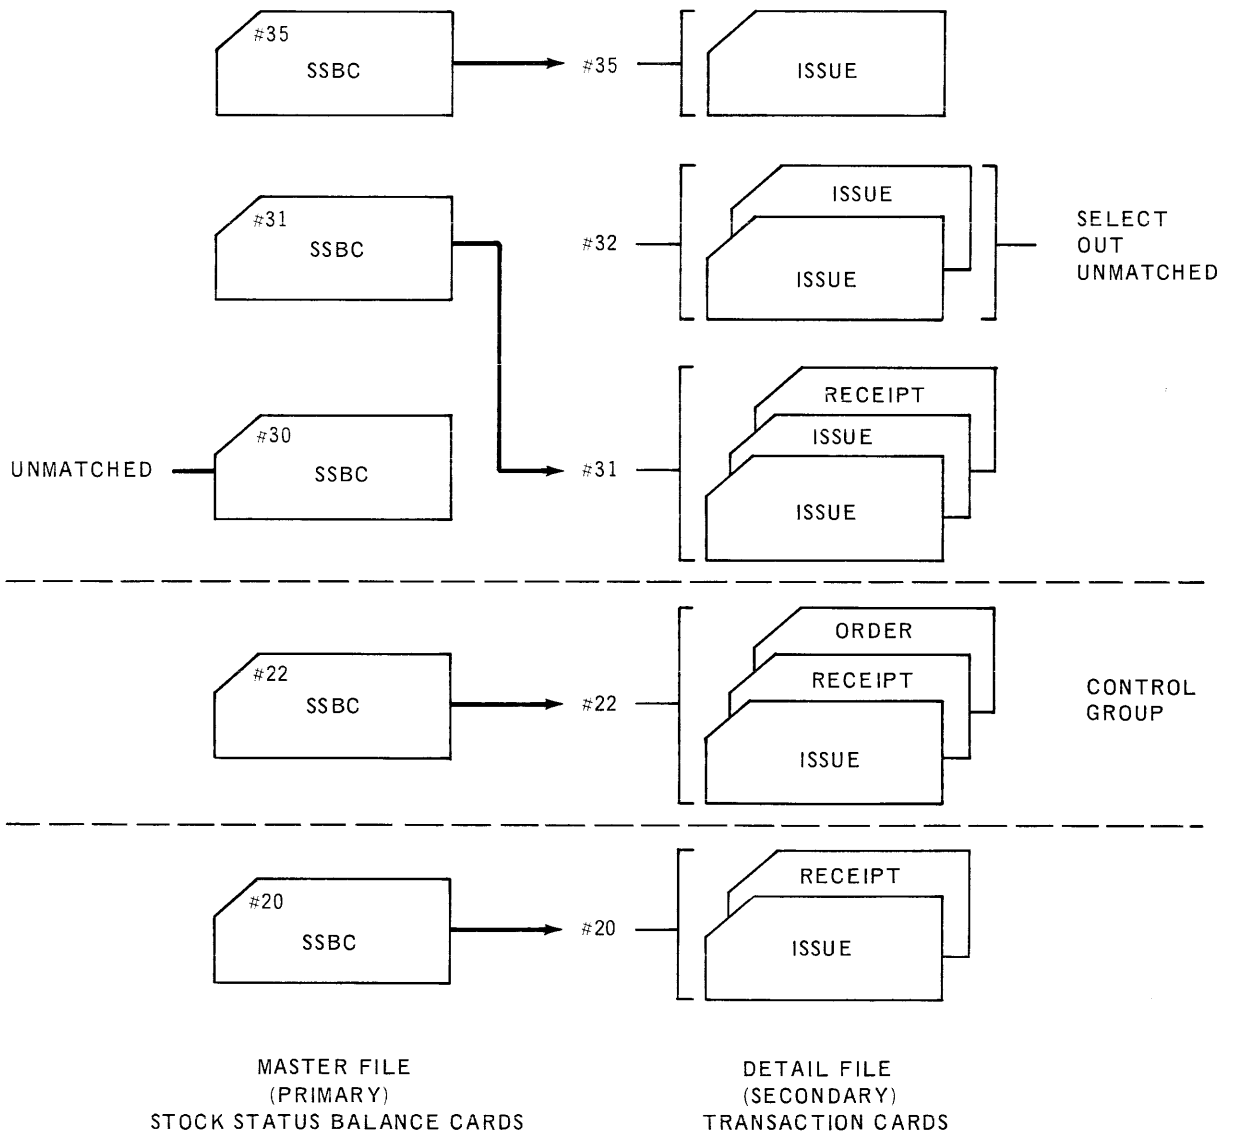 #35
SSBC
#35
ISSUE
#31
SSBC
#32
ISSUE
ISSUE
SELECT
OUT
UNMATCHED
UNMATCHED
#30
SSBC
#31
RECEIPT
ISSUE
ISSUE
#22
SSBC
#22
ORDER
RECEIPT
ISSUE
CONTROL
GROUP
#20
SSBC
#20
RECEIPT
ISSUE
MASTER FILE
(PRIMARY)
STOCK STATUS BALANCE CARDS
DETAIL FILE
(SECONDARY)
TRANSACTION CARDS